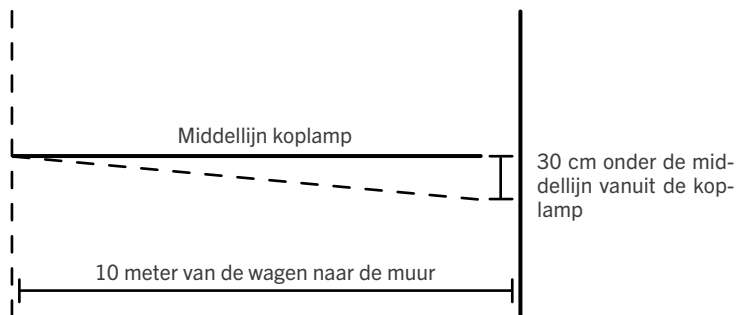 Middellijn koplamp
30 cm onder de mid-
dellijn vanuit de kop-
lamp
10 meter van de wagen naar de muur